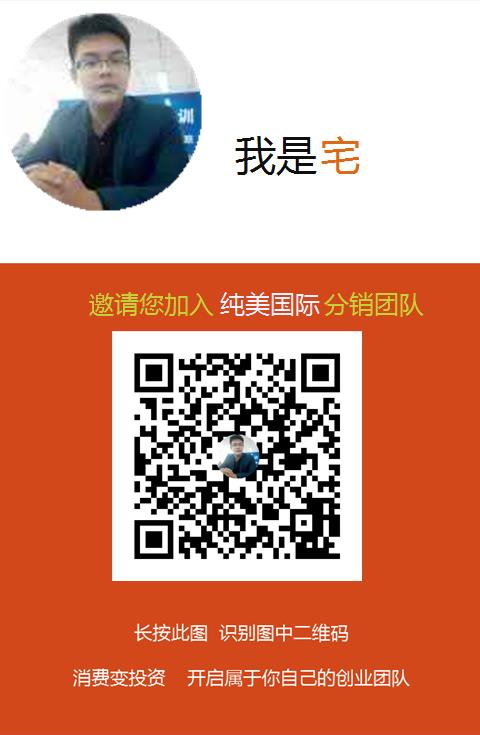 训
我是宅
邀请您加入 纯美国际 分销团队
长按此图 识别图中二维码
消费变投资 开启属于你自己的创业团队